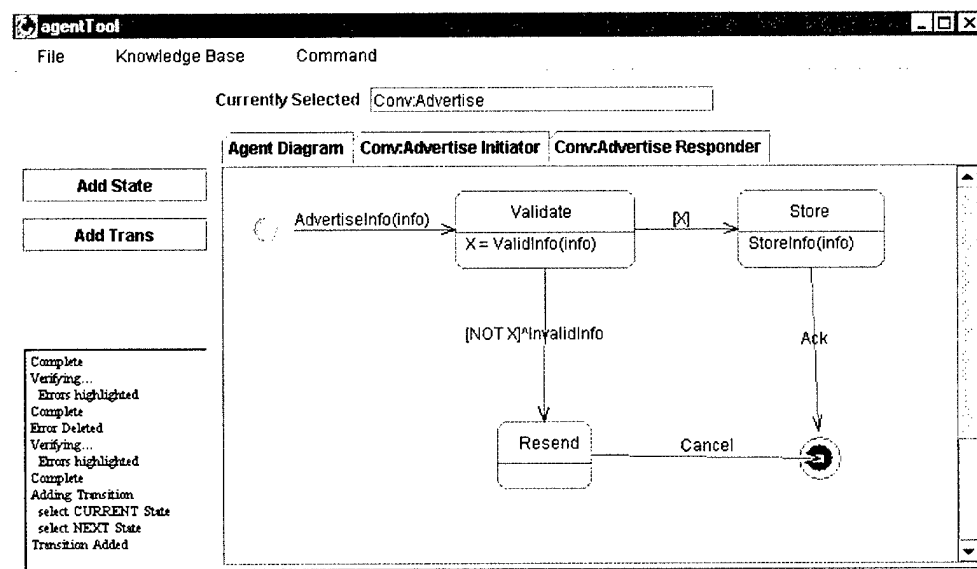 agentTool
File Knowledge Base Command
Currently Selected Conv:Advertise
Agent Diagram Conv:Advertise Initiator Conv:Advertise Responder
Add State
Add Trans
AdvertiseInfo(info)
Validate
X = ValidInfo(info)
[X]
Store
StoreInfo(info)
[NOT X]^InvalidInfo
Ack
Resend
Cancel
Complete
Verifying...
Errors highlighted
Complete
Error Deleted
Verifying...
Errors highlighted
Complete
Adding Transition
select CURRENT State
select NEXT State
Transition Added